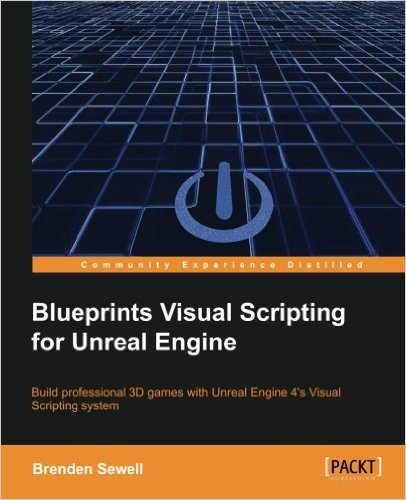 Community Experience Distilled
Blueprints Visual Scripting
for Unreal Engine
Build professional 3D games with Unreal Engine 4's Visual
Scripting system
Brenden Sewell
[PACKT]
PUBLISHING